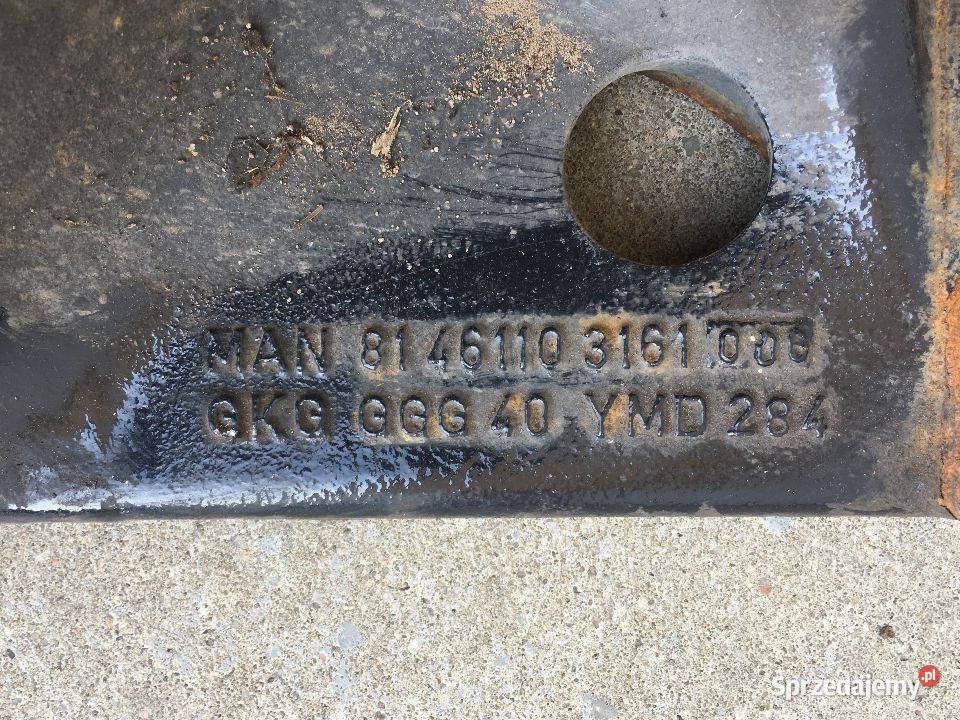 MAN 81 46110 3161 000
GKG GGG 40 YMD 284
Sprzedajemy.pl